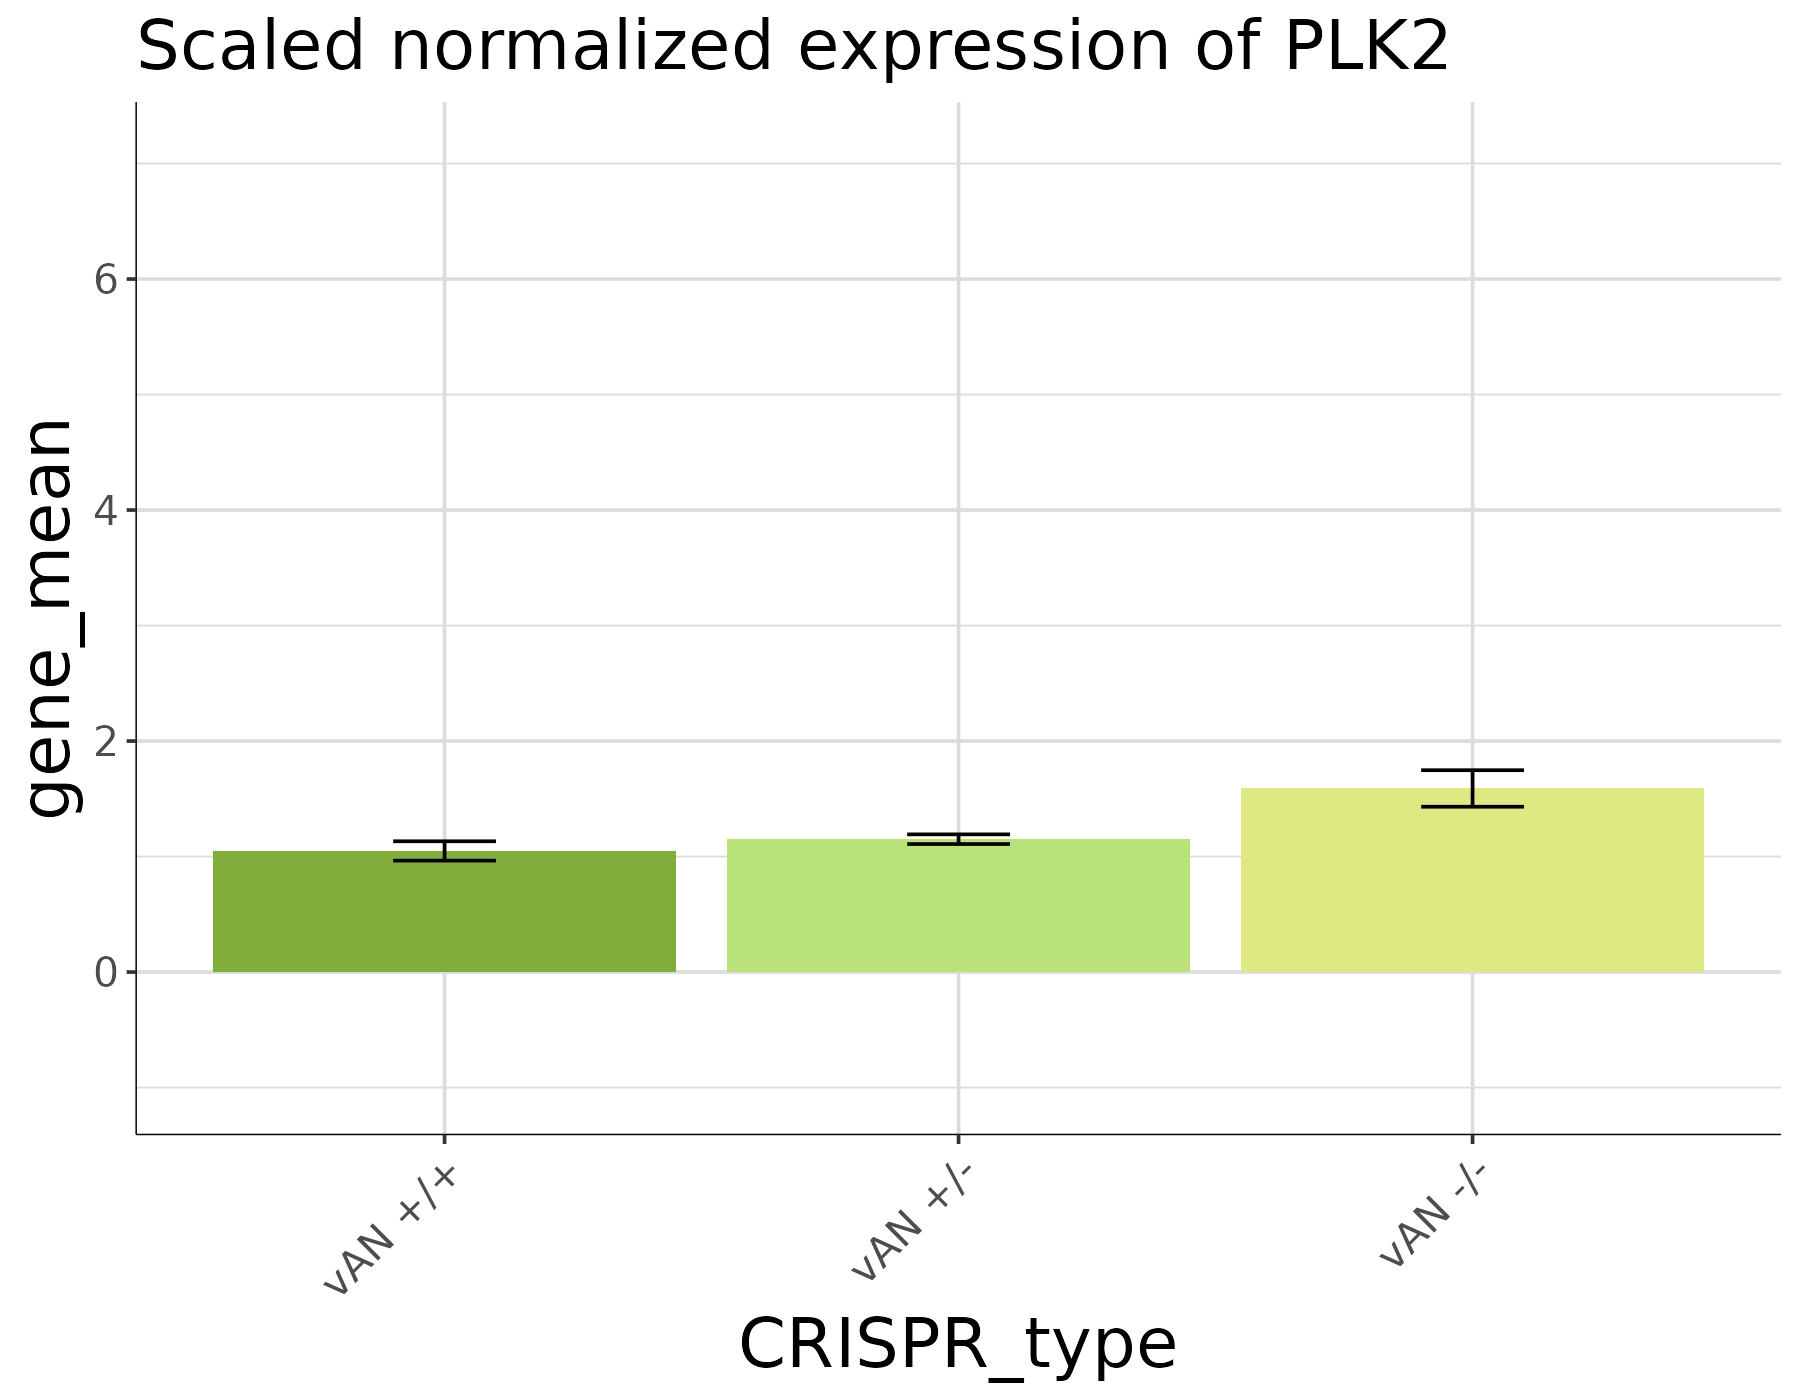 Scaled normalized expression of PLK2
gene_mean
6
4
2
0
vAN +/+
vAN +/-
vAN -/-
CRISPR_type